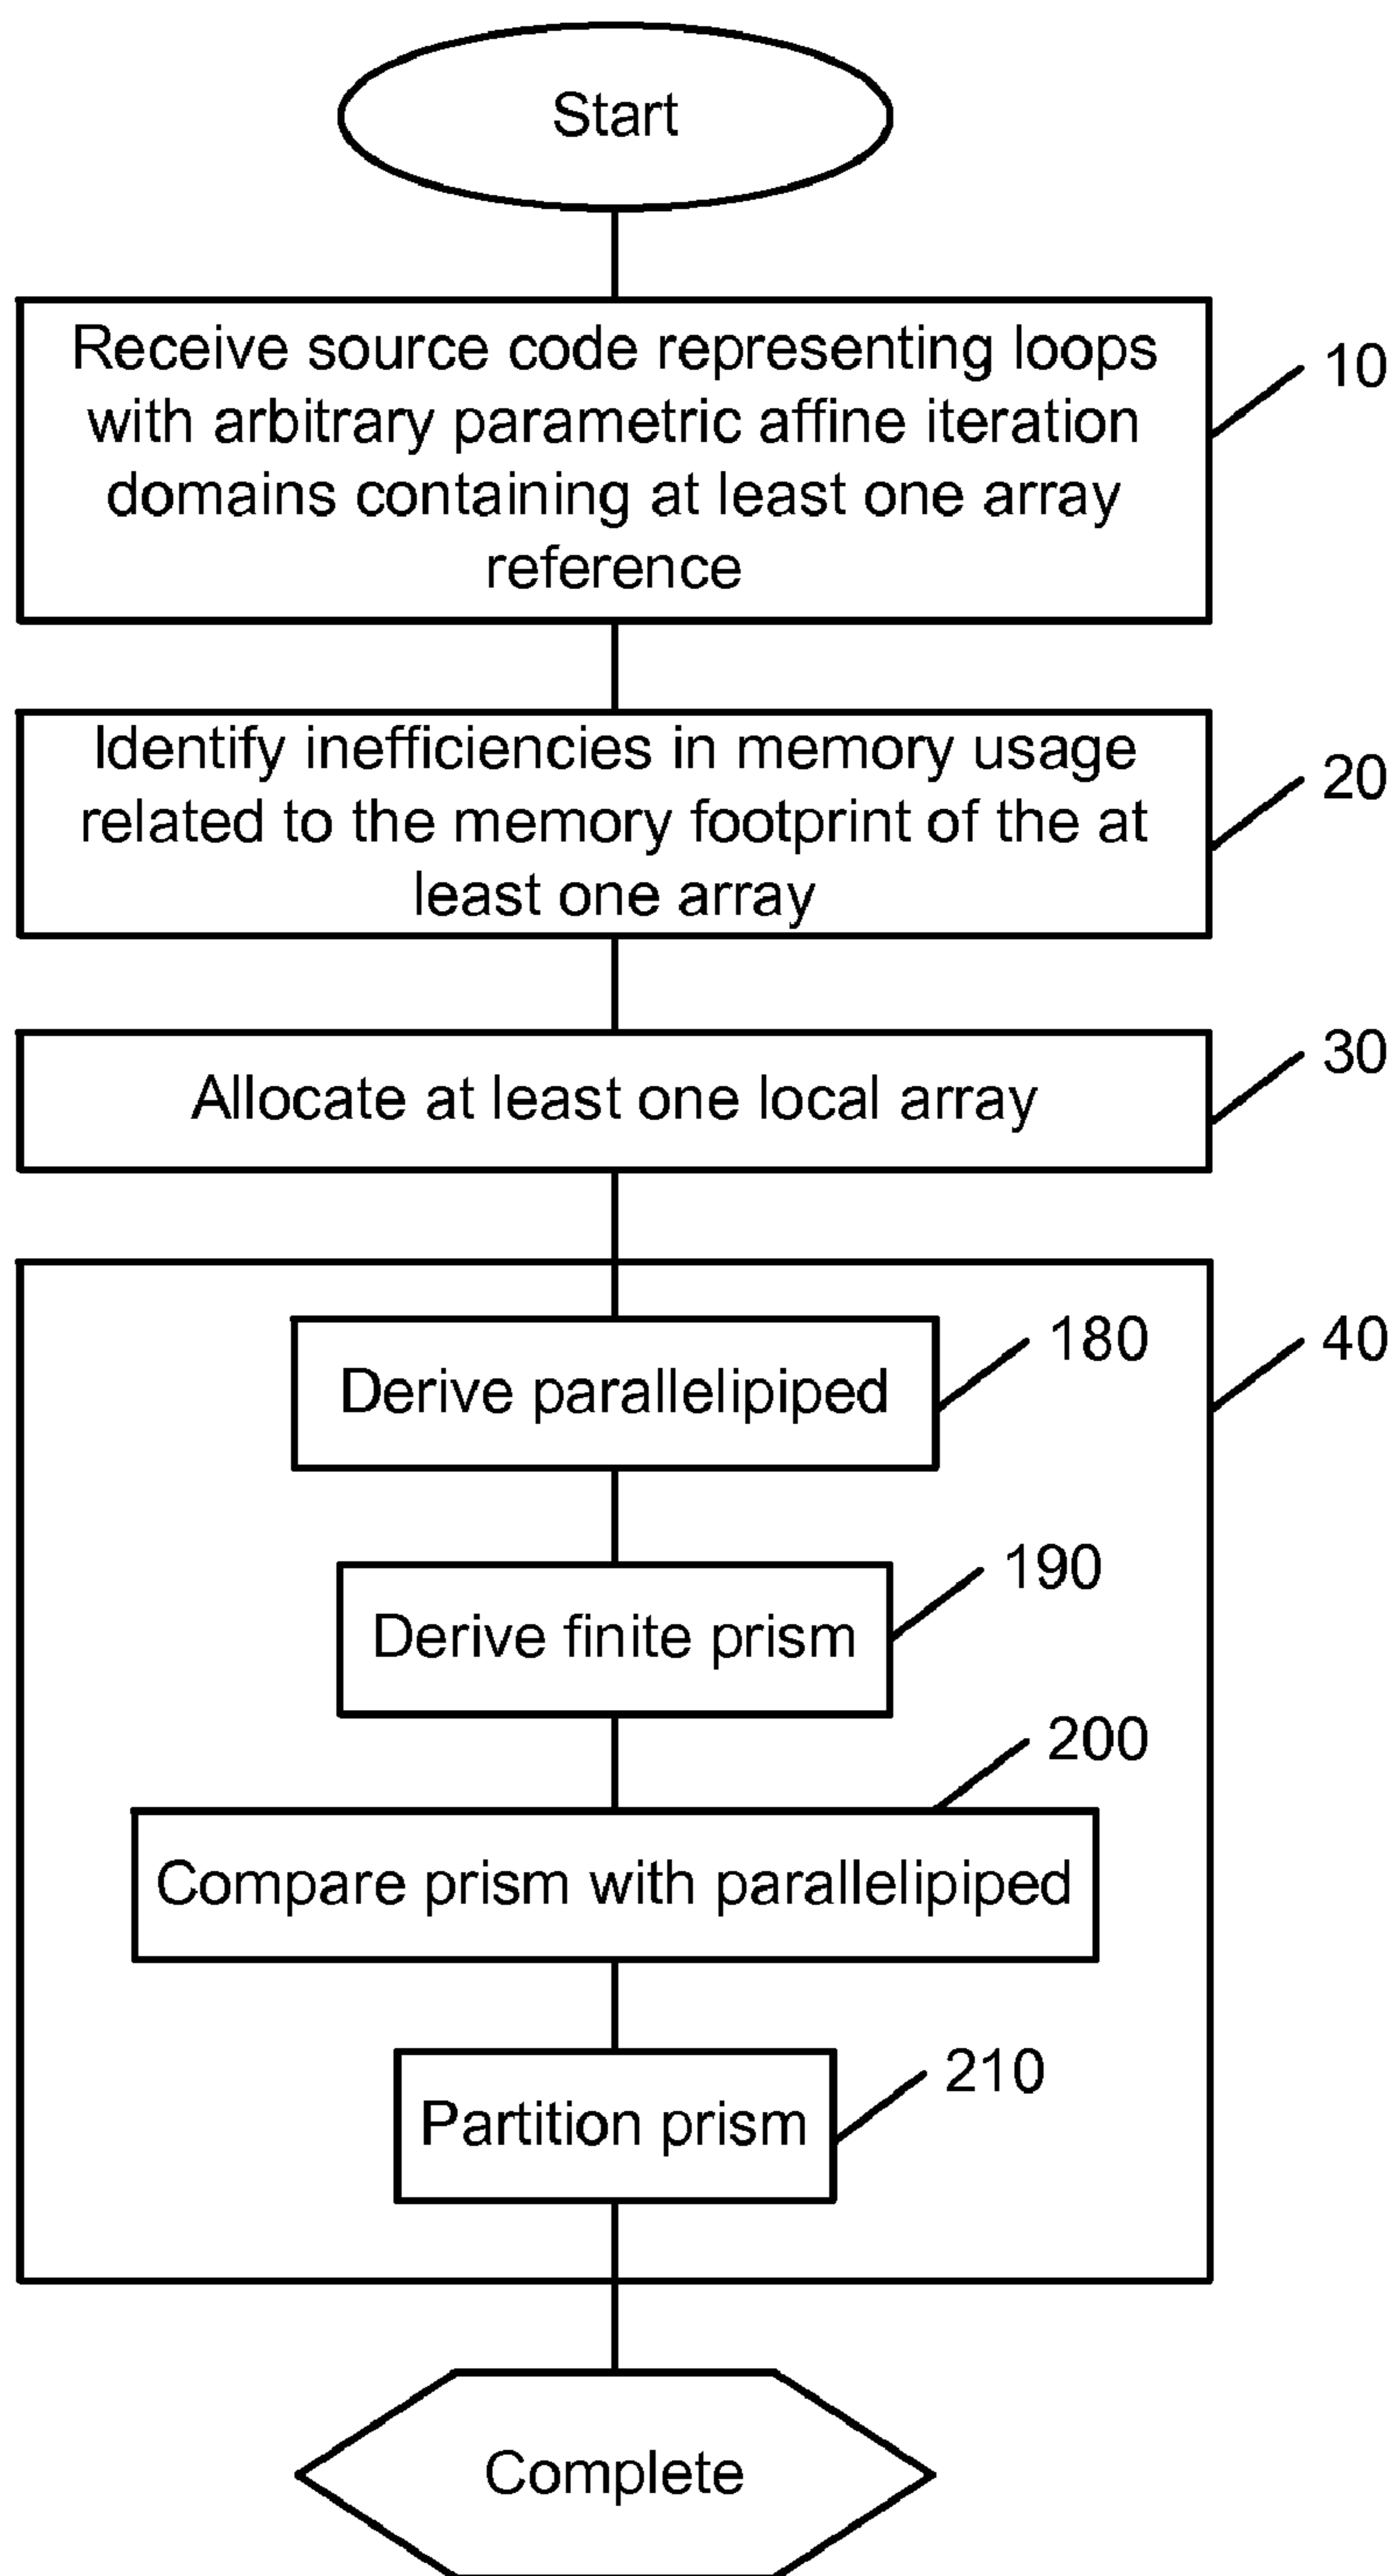 Start
Receive source code representing loops
with arbitrary parametric affine iteration
domains containing at least one array
reference
10
Identify inefficiencies in memory usage
related to the memory footprint of the at
least one array
20
Allocate at least one local array
30
40
Derive parallelipiped
180
Derive finite prism
190
200
Compare prism with parallelipiped
Partition prism
210
Complete